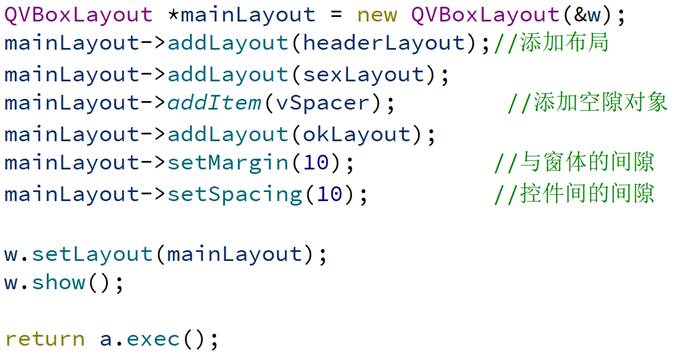 QVBoxLayout *mainLayout = new QVBoxLayout(&w);
mainLayout->addLayout(headerLayout);//添加布局
mainLayout->addLayout(sexLayout);
mainLayout->addItem(vSpacer);        //添加空隙对象
mainLayout->addLayout(okLayout);
mainLayout->setMargin(10);          //与窗体的间隙
mainLayout->setSpacing(10);         //控件间的间隙
w.setLayout(mainLayout);
w.show();
return a.exec();